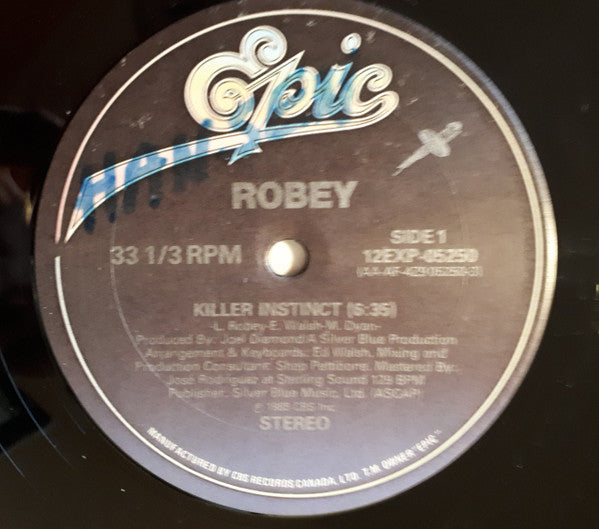 Epic
HAN
ROBEY
33 1/3 RPM
SIDE 1
12EXP-05250
KILLER INSTINCT (6:35)
-L. Robey-E. Walsh-M. Dyan-
Produced By: Joel Diamond/A Silver Blue Production
Arrangement & Keyboards: Ed Walsh, Mixing and
Production Consultant: Shep Pettibone, Mastered By:
José Rodriguez at Sterling Sound 129 BPM
Publisher, Silver Blue Music, Ltd. (ASCAP)
℗ 1985 CBS Inc.
STEREO
MANUFACTURED BY CBS RECORDS CANADA, LTD. T.M. OWNER "EPIC"